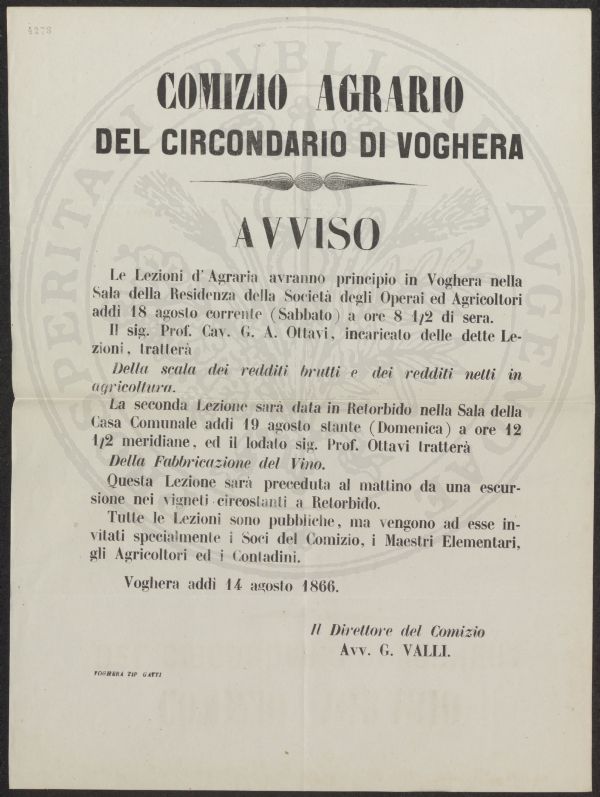 4278
COMIZIO AGRARIO
DEL CIRCONDARIO DI VOGHERA
AVVISO
Le Lezioni d'Agraria avranno principio in Voghera nella
Sala della Residenza della Società degli Operai ed Agricoltori
addì 18 agosto corrente (Sabbato) a ore 8 1/2 di sera.
Il sig. Prof. Cav. G. A. Ottavi, incaricato delle dette Le-
zioni, tratterà
Della scala dei redditi brutti e dei redditi netti in
agricoltura.
La seconda Lezione sarà data in Retorbido nella Sala della
Casa Comunale addì 19 agosto stante (Domenica) a ore 12
1/2 meridiane, ed il lodato sig. Prof. Ottavi tratterà
Della Fabbricazione del Vino.
Questa Lezione sarà preceduta al mattino da una escur-
sione nei vigneti circostanti a Retorbido.
Tutte le Lezioni sono pubbliche, ma vengono ad esse in-
vitati specialmente i Soci del Comizio, i Maestri Elementari,
gli Agricoltori ed i Contadini.
Voghera addì 14 agosto 1866.
Il Direttore del Comizio
Avv. G. VALLI.
VOGHERA TIP GATTI
SPERITATI PUBLICAE AUGENDAE